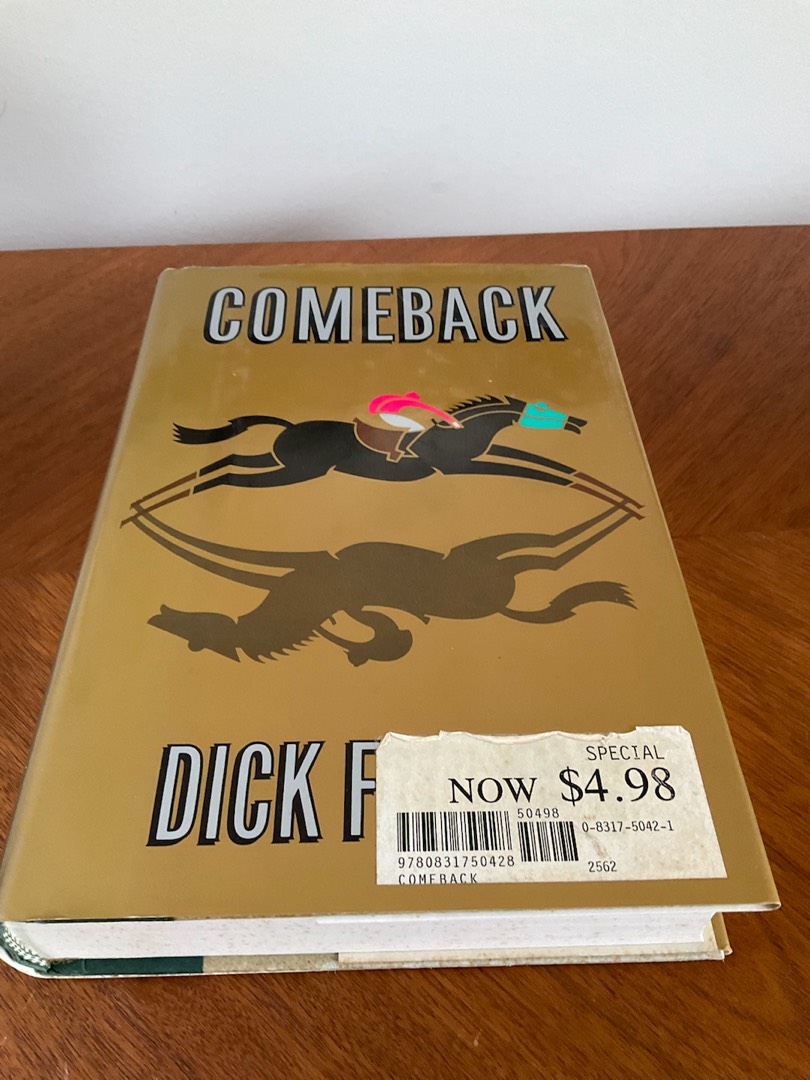 COMEBACK
DICK F
SPECIAL
NOW $4.98
50498
0-8317-5042-1
9780831750428
2562
COMEBACK